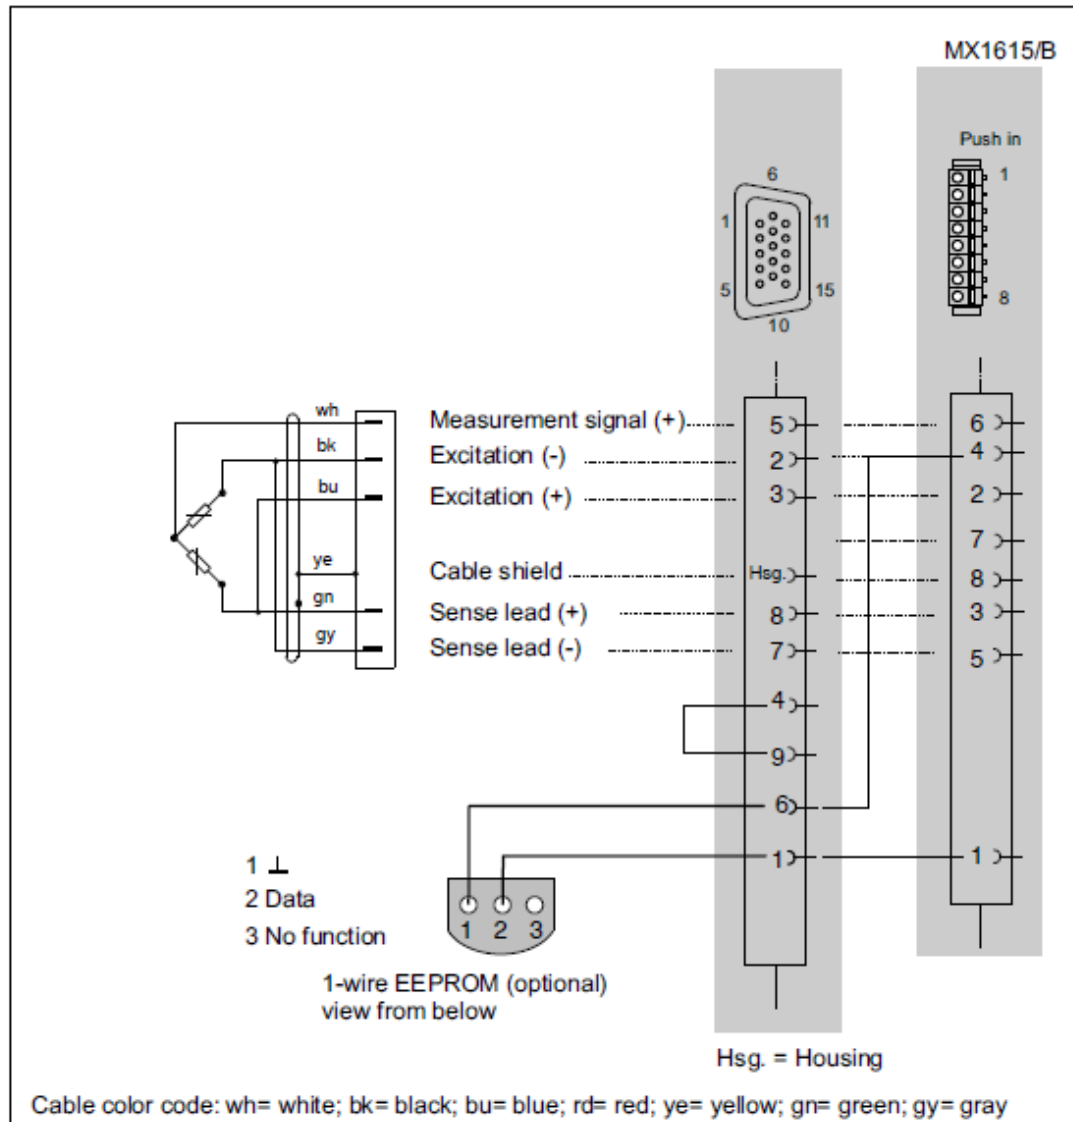 MX1615/B
Push in
6
1
11
5
15
10
1
8
wh
Measurement signal (+)
5
6
bk
Excitation (-)
2
4
bu
Excitation (+)
3
2
7
ye
Cable shield
Hsg.
8
gn
Sense lead (+)
8
3
gy
Sense lead (-)
7
5
4
9
6
1
1
1 ⊥
2 Data
3 No function
1 2 3
1-wire EEPROM (optional)
view from below
Hsg. = Housing
Cable color code: wh= white; bk= black; bu= blue; rd= red; ye= yellow; gn= green; gy= gray